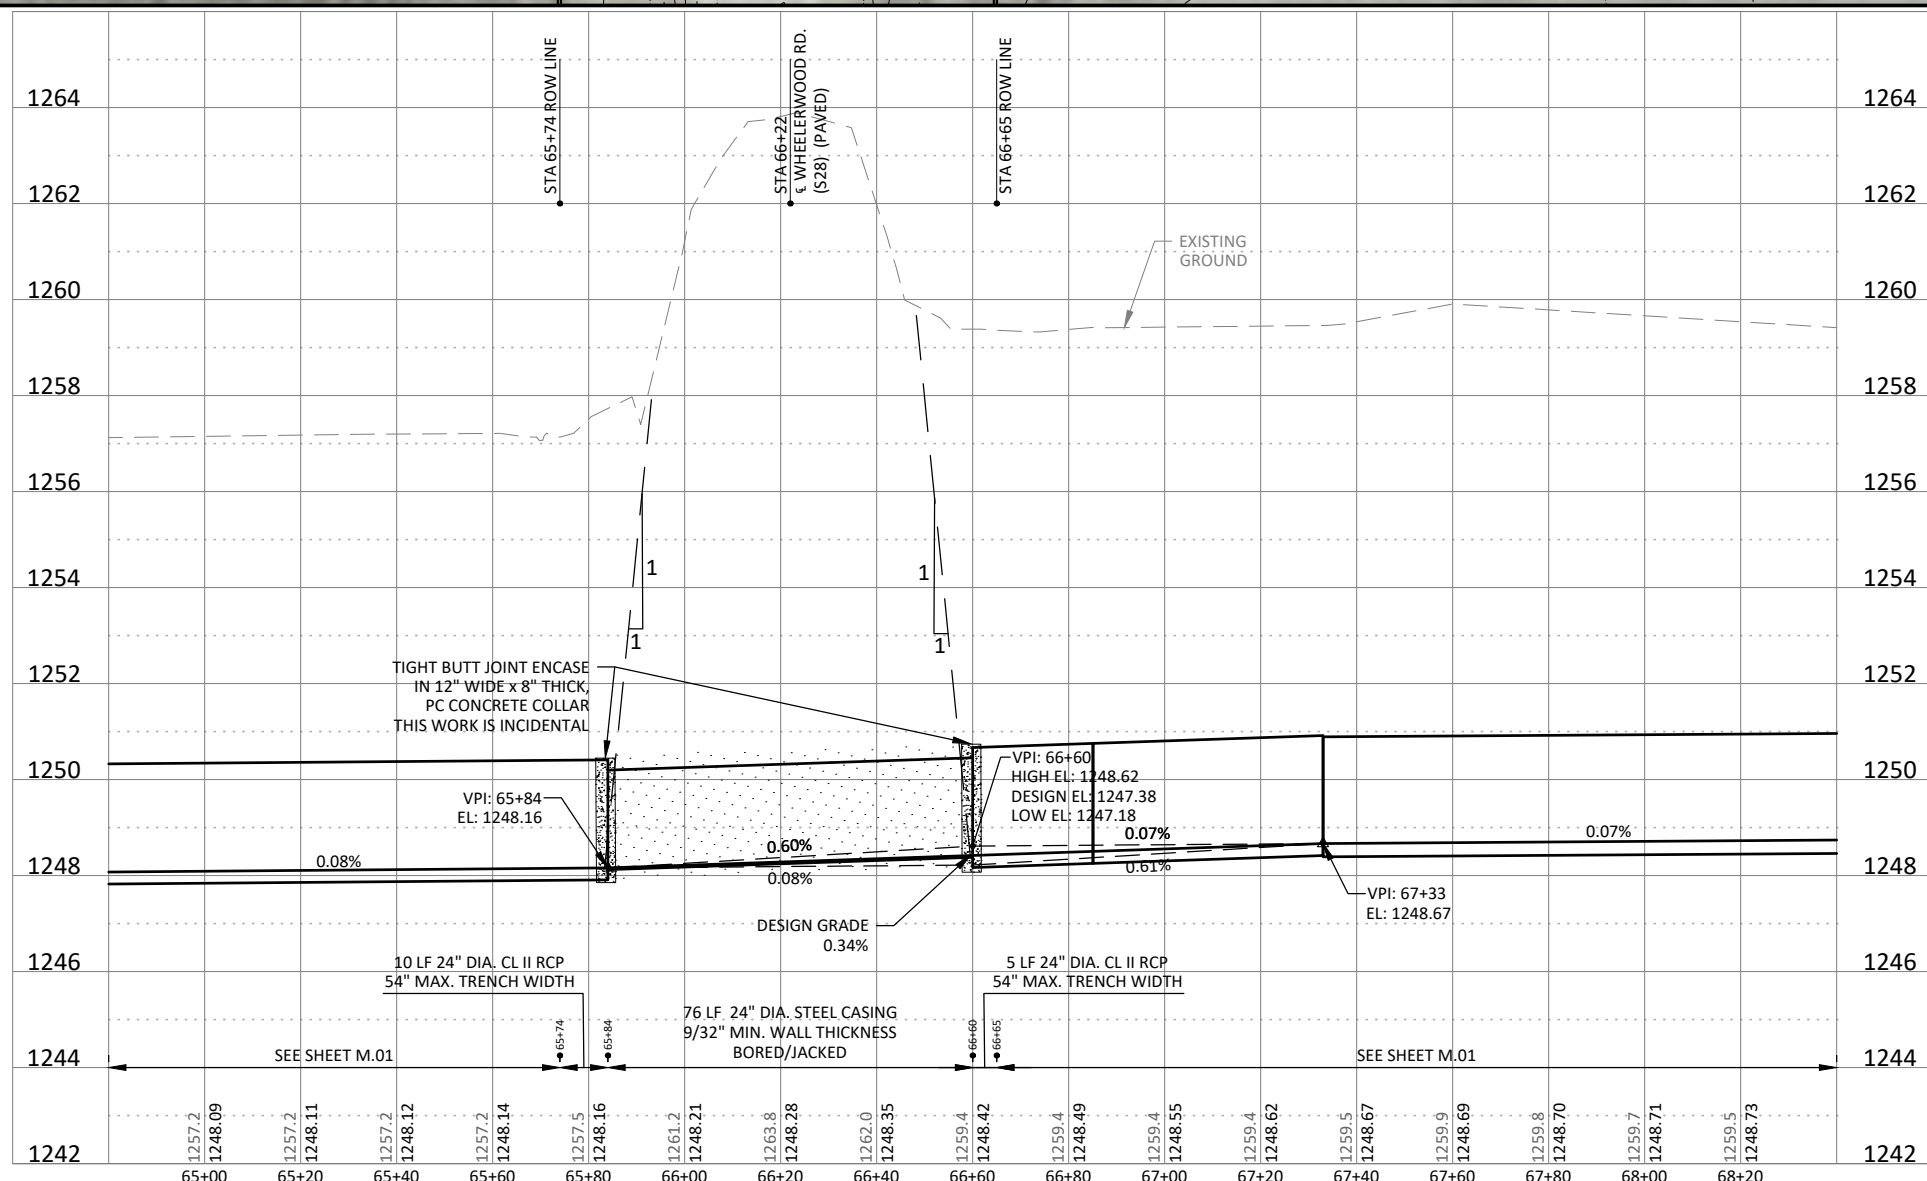 STA 65+74 ROW LINE
STA 66+22
℄ WHEELERWOOD RD.
(S28) (PAVED)
STA 66+65 ROW LINE
1264
1264
1262
1262
EXISTING
GROUND
1260
1260
1258
1258
1256
1256
1
1
1254
1254
1
1
TIGHT BUTT JOINT ENCASE
IN 12" WIDE x 8" THICK,
PC CONCRETE COLLAR
THIS WORK IS INCIDENTAL
1252
1252
1250
1250
VPI: 65+84
EL: 1248.16
VPI: 66+60
HIGH EL: 1248.62
DESIGN EL: 1247.38
LOW EL: 1247.18
0.08%
0.60%
0.08%
0.07%
0.61%
0.07%
1248
1248
VPI: 67+33
EL: 1248.67
DESIGN GRADE
0.34%
1246
1246
10 LF 24" DIA. CL II RCP
54" MAX. TRENCH WIDTH
5 LF 24" DIA. CL II RCP
54" MAX. TRENCH WIDTH
76 LF 24" DIA. STEEL CASING
9/32" MIN. WALL THICKNESS
BORED/JACKED
65+74
65+84
66+60
66+65
SEE SHEET M.01
SEE SHEET M.01
1244
1244
1257.2
1248.09
1257.2
1248.11
1257.2
1248.12
1257.2
1248.14
1257.5
1248.16
1261.2
1248.21
1263.8
1248.28
1262.0
1248.35
1259.4
1248.42
1259.4
1248.49
1259.4
1248.55
1259.4
1248.62
1259.5
1248.67
1259.9
1248.69
1259.8
1248.70
1259.7
1248.71
1259.5
1248.73
1242
1242
65+00 65+20 65+40 65+60 65+80 66+00 66+20 66+40 66+60 66+80 67+00 67+20 67+40 67+60 67+80 68+00 68+20